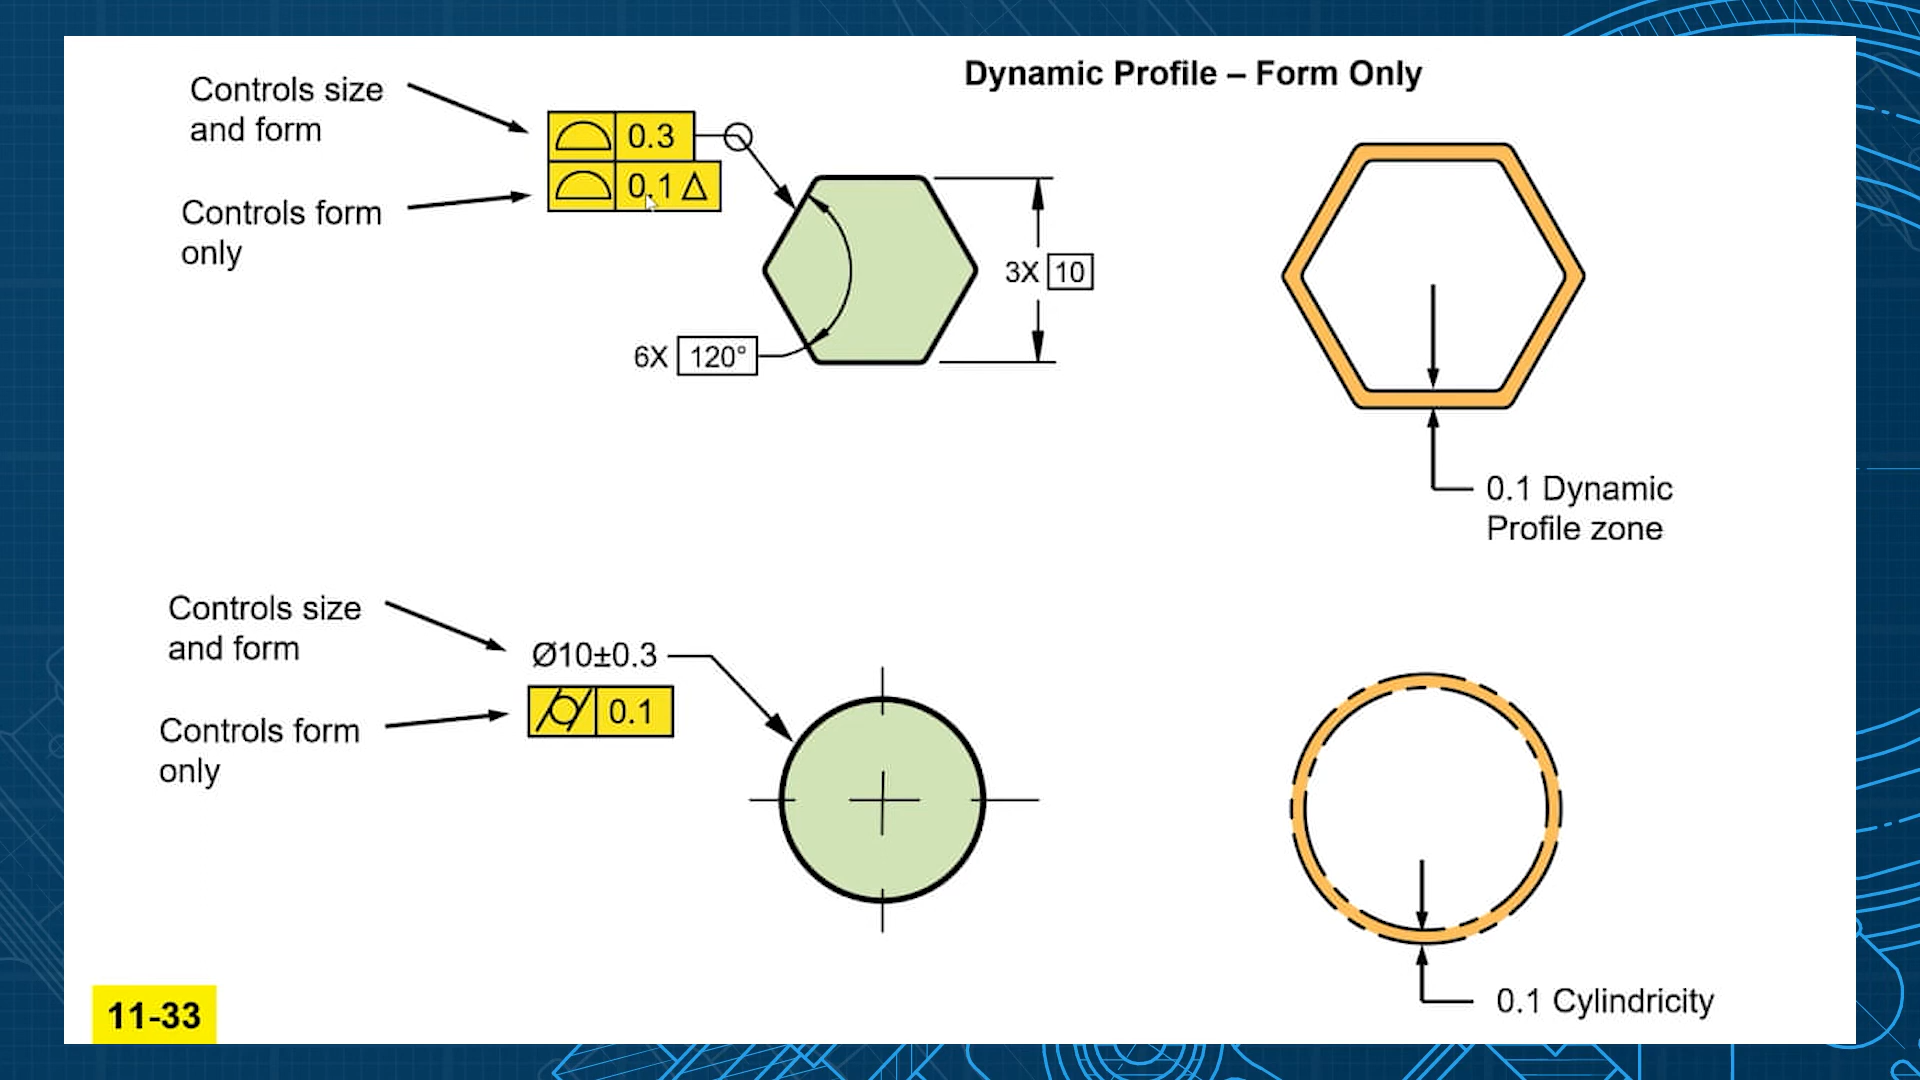 Dynamic Profile – Form Only
Controls size
and form
0.3
0.1 △
Controls form
only
3X 10
6X 120°
0.1 Dynamic
Profile zone
Controls size
and form
Ø10±0.3
0.1
Controls form
only
0.1 Cylindricity
11-33